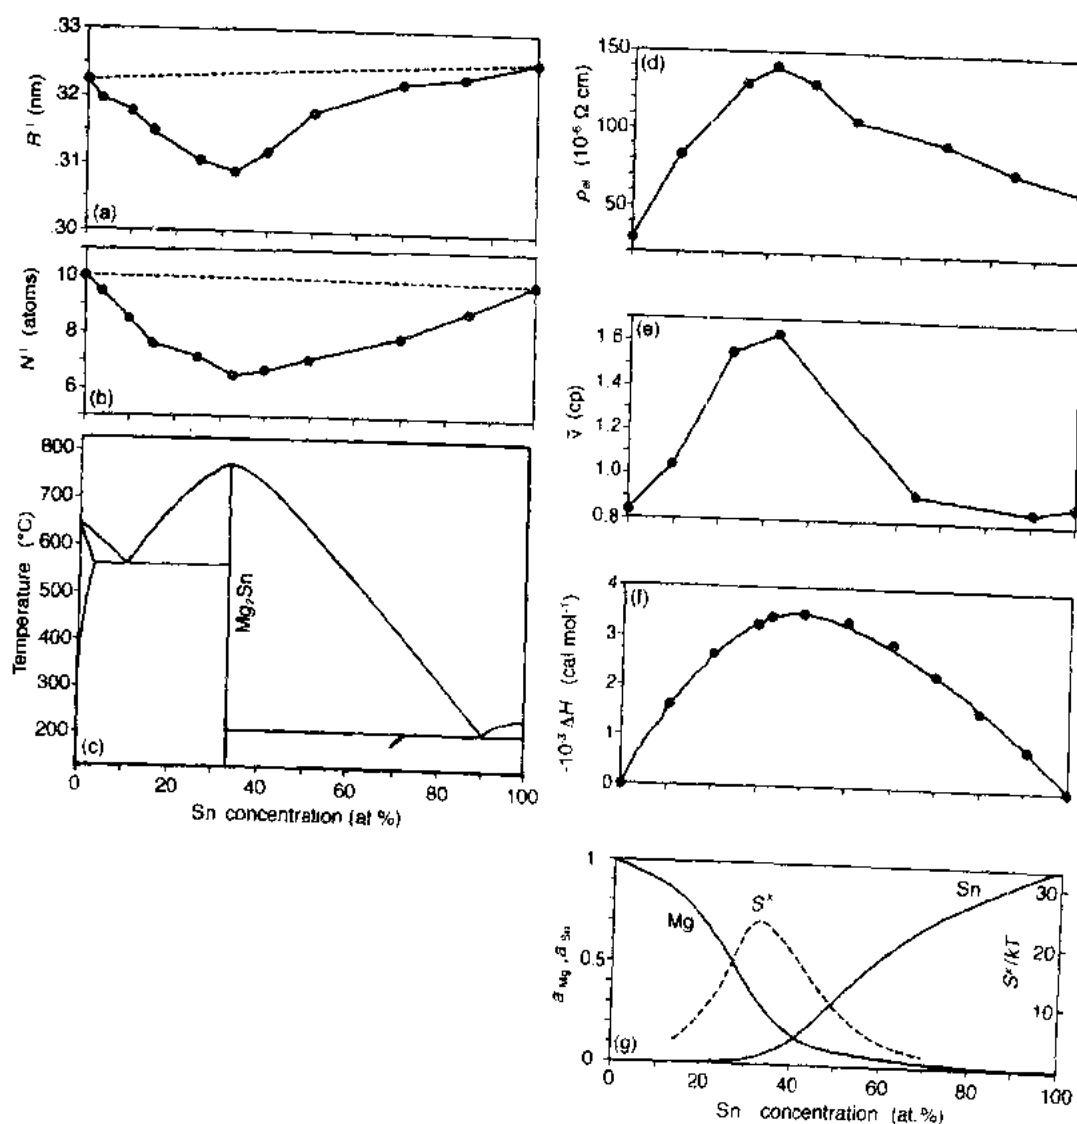 .33
.32
.31
.30
R¹ (nm)
(a)
10
8
6
N¹ (atoms)
(b)
800
700
600
500
400
300
200
Temperature (°C)
Mg₂Sn
(c)
0 20 40 60 80 100
Sn concentration (at %)
150
100
50
(d)
(10⁻⁶ Ω cm)
1.6
1.4
1.2
1.0
0.8
(e)
(cp)
4
3
2
1
0
(f)
-10⁻³ ΔH (cal mol⁻¹)
1
0.5
0
a Mg, a Sn
Mg
Sˣ
Sn
30
20
10
Sˣ/kT
(g)
0 20 40 60 80 100
Sn concentration (at.%)